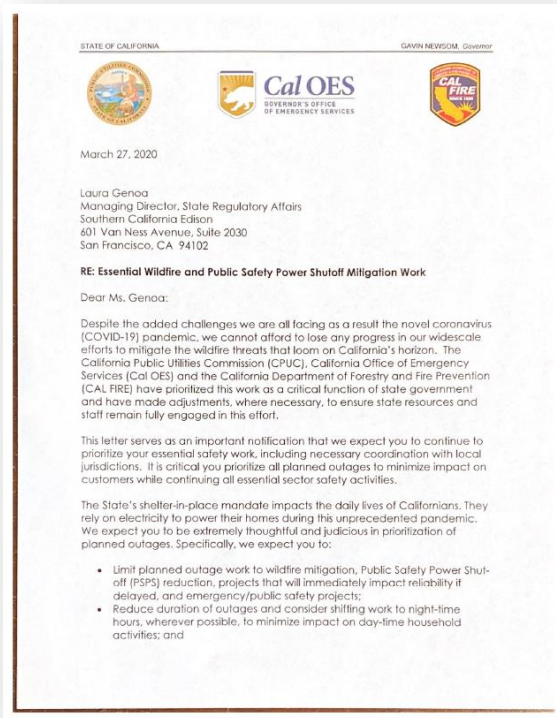 STATE OF CALIFORNIA
GAVIN NEWSOM, Governor
PUBLIC UTILITIES COMMISSION
STATE OF CALIFORNIA
Cal OES
GOVERNOR'S OFFICE
OF EMERGENCY SERVICES
CAL
FIRE
SINCE 1885
March 27, 2020
Laura Genoa
Managing Director, State Regulatory Affairs
Southern California Edison
601 Van Ness Avenue, Suite 2030
San Francisco, CA 94102
RE: Essential Wildfire and Public Safety Power Shutoff Mitigation Work
Dear Ms. Genoa:
Despite the added challenges we are all facing as a result the novel coronavirus
(COVID-19) pandemic, we cannot afford to lose any progress in our widescale
efforts to mitigate the wildfire threats that loom on California's horizon. The
California Public Utilities Commission (CPUC), California Office of Emergency
Services (Cal OES) and the California Department of Forestry and Fire Prevention
(CAL FIRE) have prioritized this work as a critical function of state government
and have made adjustments, where necessary, to ensure state resources and
staff remain fully engaged in this effort.
This letter serves as an important notification that we expect you to continue to
prioritize your essential safety work, including necessary coordination with local
jurisdictions. It is critical you prioritize all planned outages to minimize impact on
customers while continuing all essential sector safety activities.
The State's shelter-in-place mandate impacts the daily lives of Californians. They
rely on electricity to power their homes during this unprecedented pandemic.
We expect you to be extremely thoughtful and judicious in prioritization of
planned outages. Specifically, we expect you to:
• Limit planned outage work to wildfire mitigation, Public Safety Power Shut-
off (PSPS) reduction, projects that will immediately impact reliability if
delayed, and emergency/public safety projects;
• Reduce duration of outages and consider shifting work to night-time
hours, wherever possible, to minimize impact on day-time household
activities; and